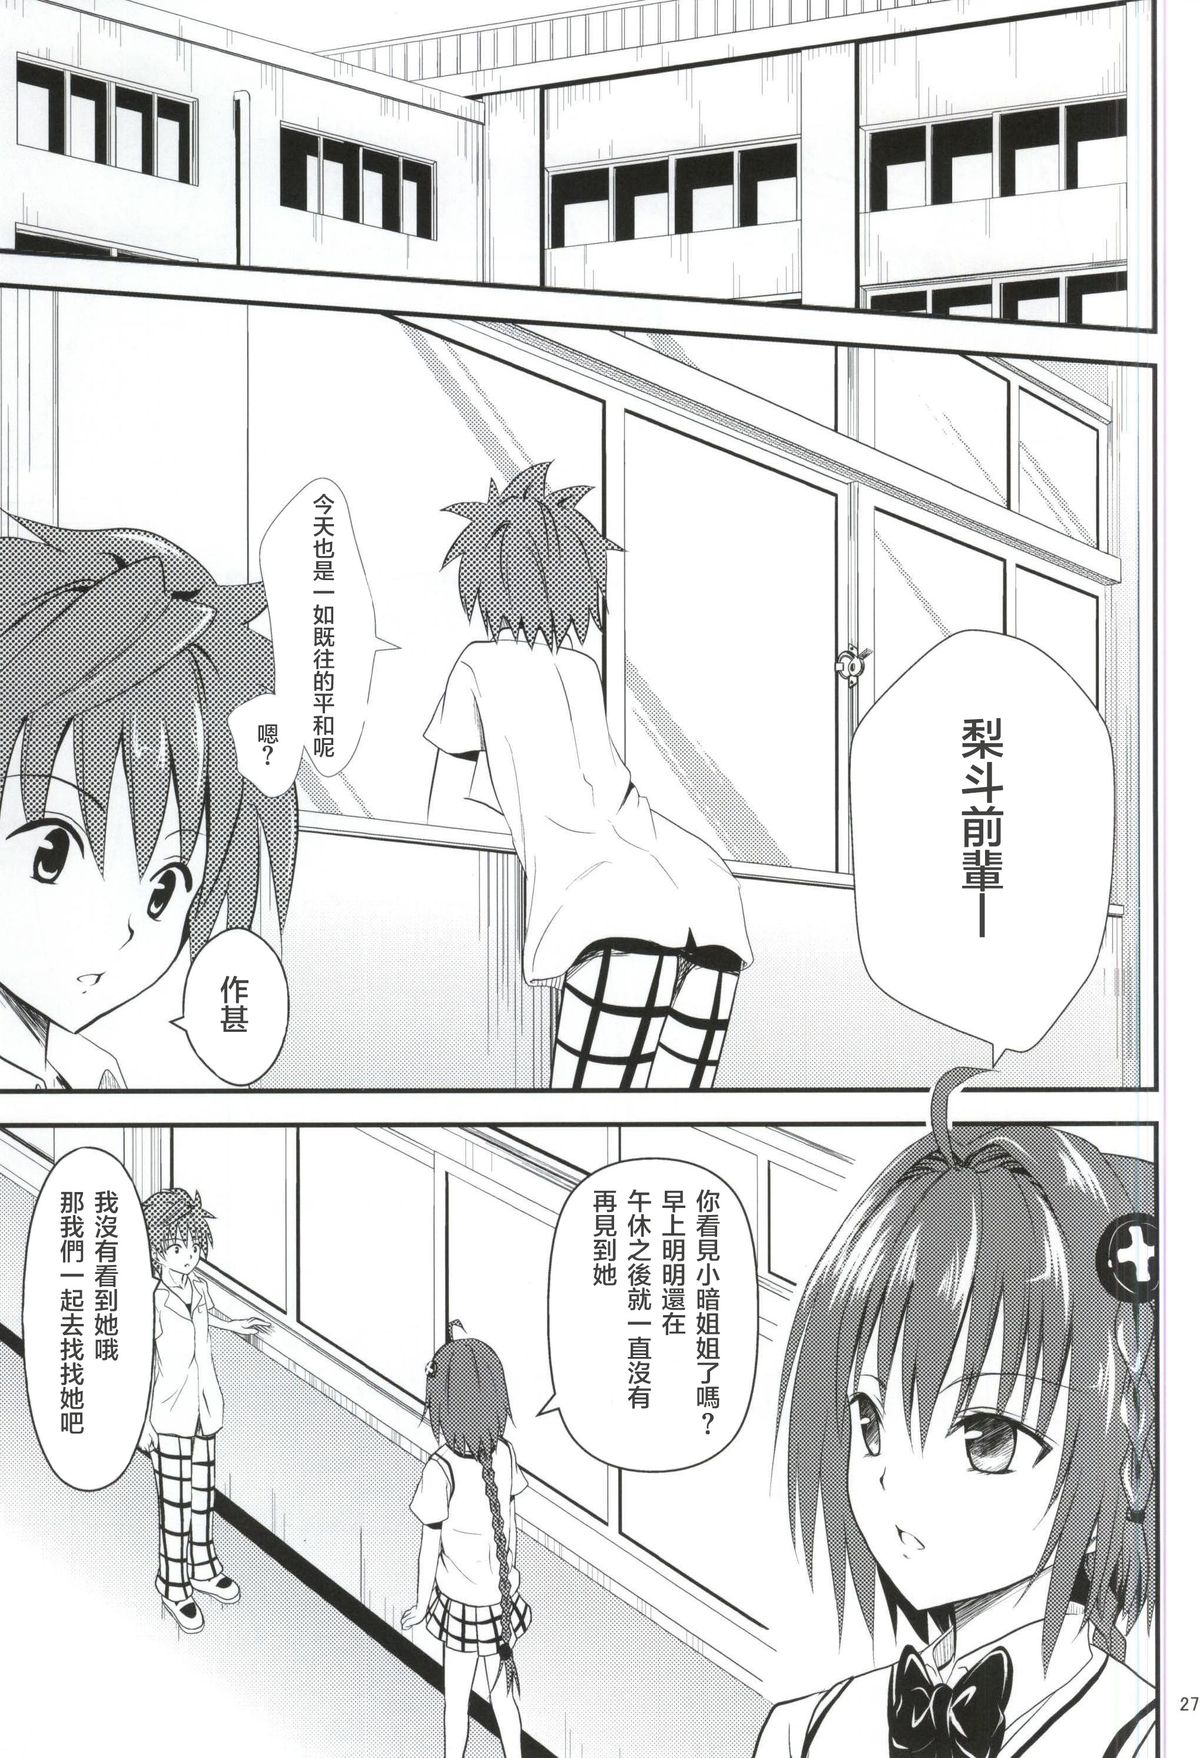 今天也是一如既往的平和呢
梨斗前輩ー
嗯？
作甚
你看見小暗姐姐了嗎？
早上明明還在
午休之後就一直沒有
再見到她
我沒有看到她哦
那我們一起去找找她吧
27